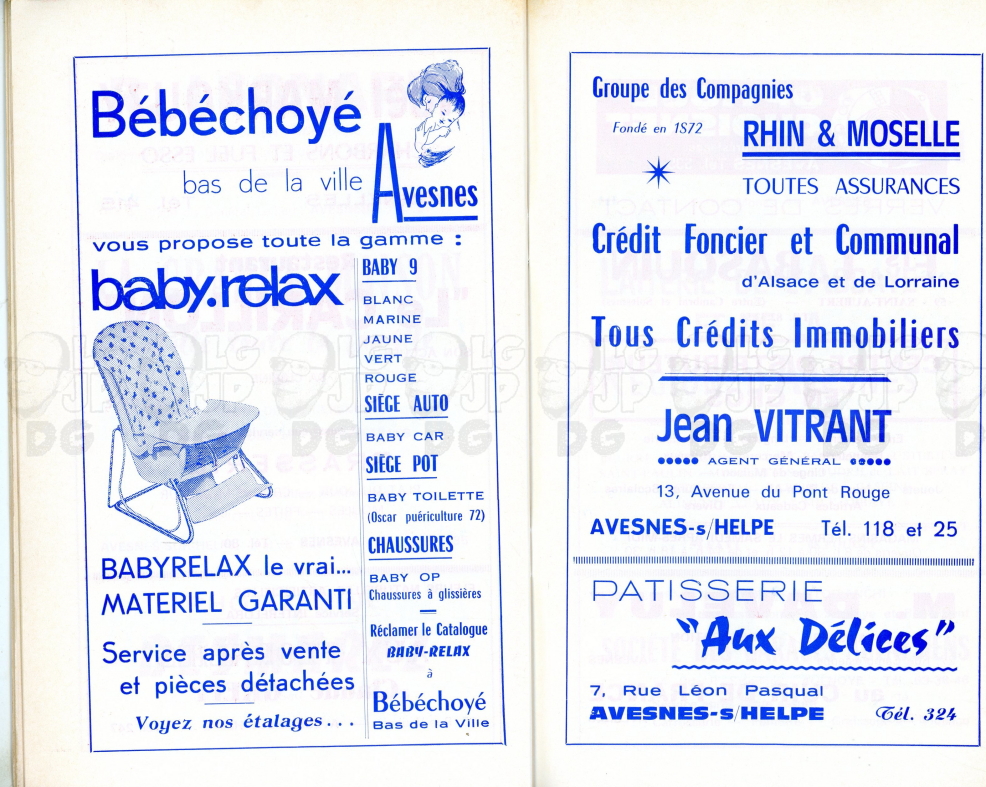 Bébéchoyé
bas de la ville Avesnes
vous propose toute la gamme :
baby.relax
BABYRELAX le vrai...
MATERIEL GARANTI
Service après vente
et pièces détachées
Voyez nos étalages...
BABY 9
BLANC
MARINE
JAUNE
VERT
ROUGE
SIÈGE AUTO
BABY CAR
SIÈGE POT
BABY TOILETTE
(Oscar puériculture 72)
CHAUSSURES
BABY OP
Chaussures à glissières
Réclamer le Catalogue
BABY-RELAX
à
Bébéchoyé
Bas de la Ville
Groupe des Compagnies
Fondé en 1872
RHIN & MOSELLE
TOUTES ASSURANCES
Crédit Foncier et Communal
d'Alsace et de Lorraine
Tous Crédits Immobiliers
Jean VITRANT
AGENT GÉNÉRAL
13, Avenue du Pont Rouge
AVESNES-s/HELPE Tél. 118 et 25
PATISSERIE
"Aux Délices"
7, Rue Léon Pasqual
AVESNES-s/HELPE Tél. 324